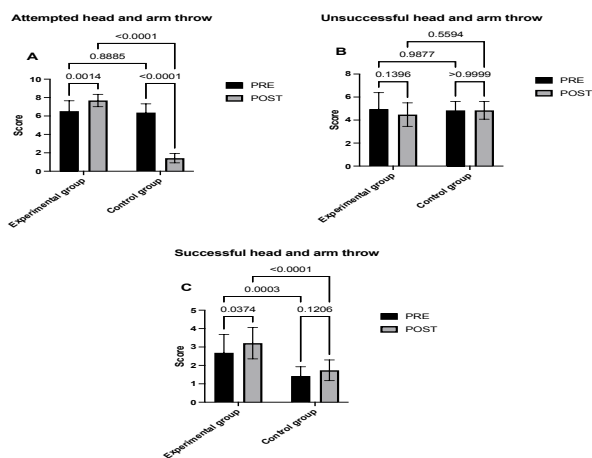 Attempted head and arm throw
A
<0.0001
0.8885
0.0014
<0.0001
10
8
6
4
2
0
Score
Experimental group
Control group
PRE
POST
Unsuccessful head and arm throw
B
0.5594
0.9877
0.1396
>0.9999
8
6
4
2
0
Score
Experimental group
Control group
PRE
POST
Successful head and arm throw
C
<0.0001
0.0003
0.0374
0.1206
5
4
3
2
1
0
Score
Experimental group
Control group
PRE
POST